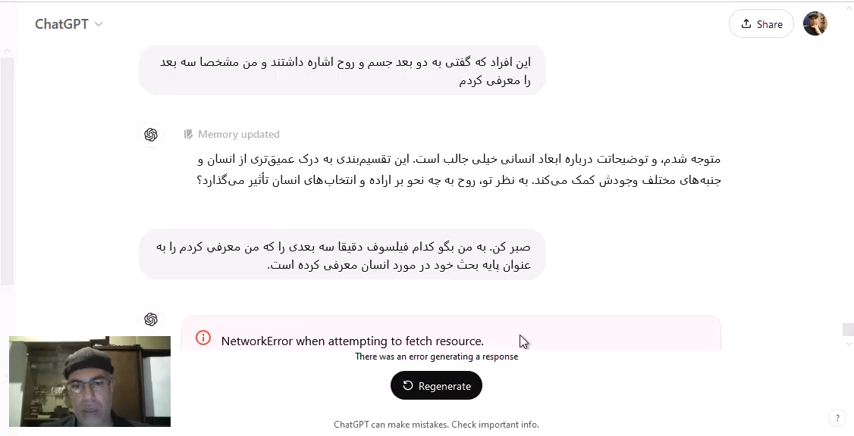 ChatGPT
Share
این افراد که گفتی به دو بعد جسم و روح اشاره داشتند و من مشخصا سه بعد
را معرفی کردم
Memory updated
متوجه شدم، و توضیحاتت درباره ابعاد انسانی خیلی جالب است. این تقسیم‌بندی به درک عمیق‌تری از انسان و
جنبه‌های مختلف وجودش کمک می‌کند. به نظر تو، روح به چه نحو بر اراده و انتخاب‌های انسان تأثیر می‌گذارد؟
صبر کن. به من بگو کدام فیلسوف دقیقا سه بعدی را که من معرفی کردم را به
عنوان پایه بحث خود در مورد انسان معرفی کرده است.
NetworkError when attempting to fetch resource.
There was an error generating a response
Regenerate
ChatGPT can make mistakes. Check important info.
?